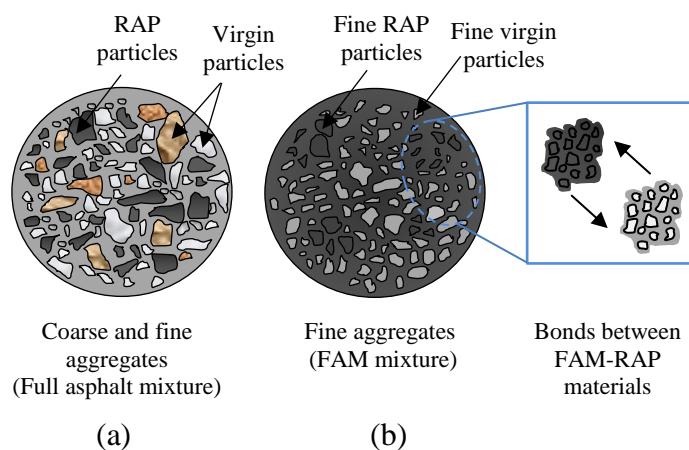 RAP
particles
Virgin
particles
Fine RAP
particles
Fine virgin
particles
Coarse and fine
aggregates
(Full asphalt mixture)
Fine aggregates
(FAM mixture)
Bonds between
FAM-RAP
materials
(a)
(b)